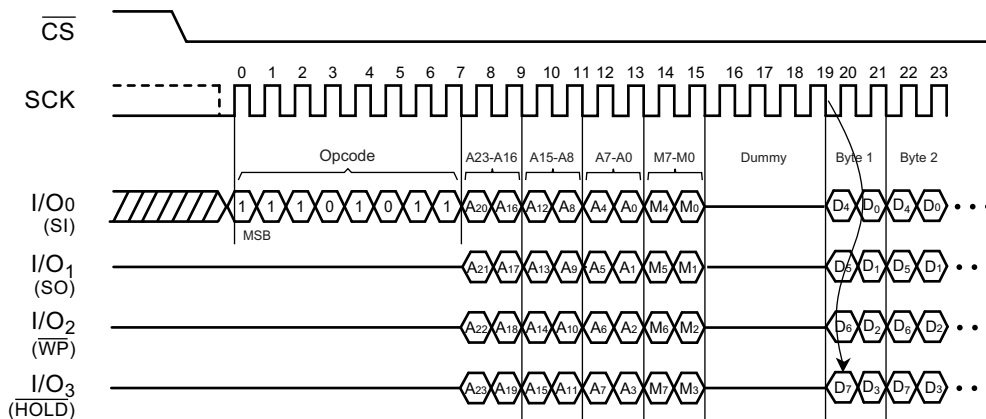 CS
SCK
0 1 2 3 4 5 6 7 8 9 10 11 12 13 14 15 16 17 18 19 20 21 22 23
Opcode A23-A16 A15-A8 A7-A0 M7-M0 Dummy Byte 1 Byte 2
I/O0 1 1 1 0 1 0 1 1 A20 A16 A12 A8 A4 A0 M4 M0 D4 D0 D4 D0
(SI)
MSB
I/O1 A21 A17 A13 A9 A5 A1 M5 M1 D5 D1 D5 D1
(SO)
I/O2 A22 A18 A14 A10 A6 A2 M6 M2 D6 D2 D6 D2
(WP)
I/O3 A23 A19 A15 A11 A7 A3 M7 M3 D7 D3 D7 D3
(HOLD)